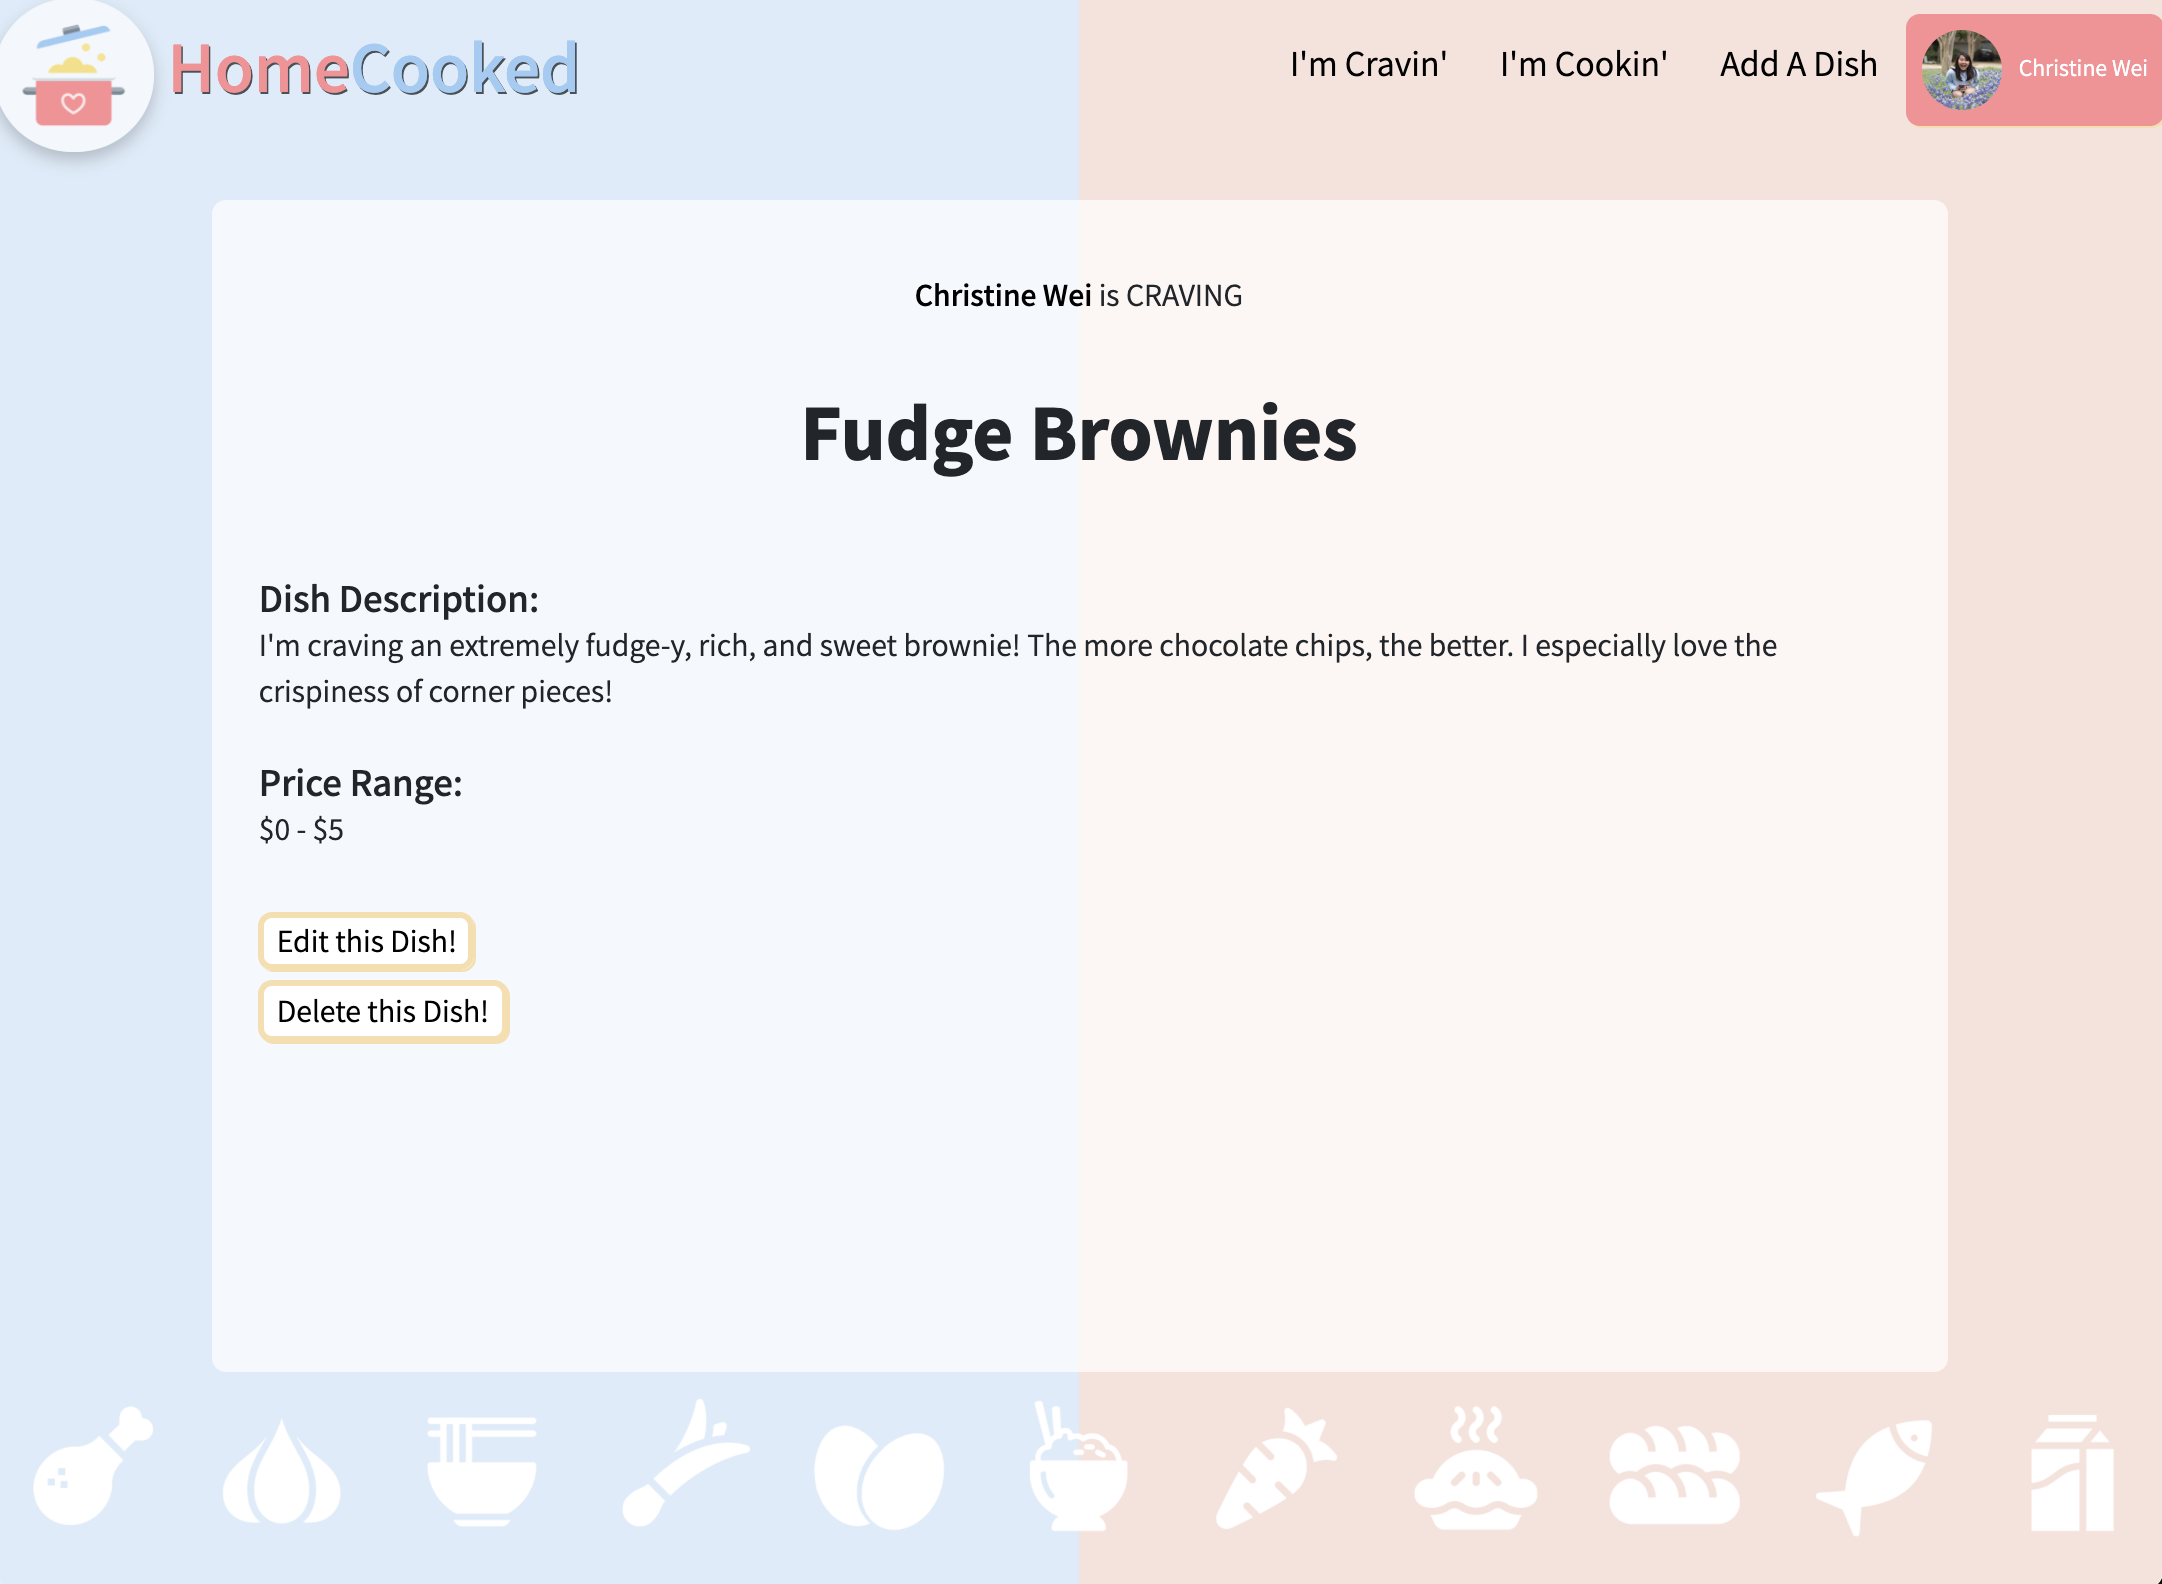 HomeCooked
I'm Cravin' I'm Cookin' Add A Dish Christine Wei
Christine Wei is CRAVING
Fudge Brownies
Dish Description:
I'm craving an extremely fudge-y, rich, and sweet brownie! The more chocolate chips, the better. I especially love the
crispiness of corner pieces!
Price Range:
$0 - $5
Edit this Dish!
Delete this Dish!